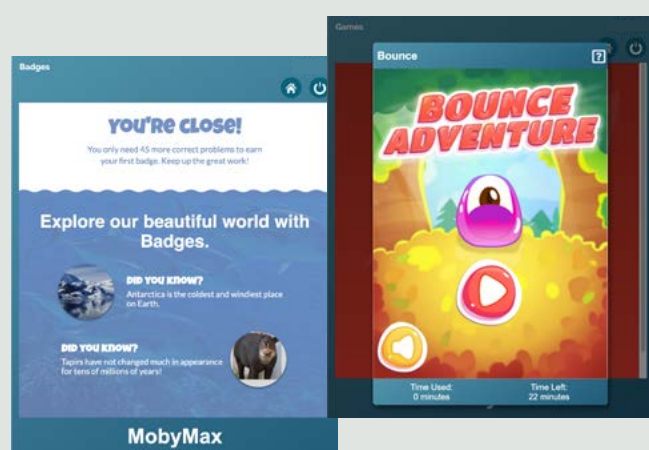 Badges
YOU'RE CLOSE!
You only need 45 more correct problems to earn
your first badge. Keep up the great work!
Explore our beautiful world with
Badges.
DID YOU KNOW?
Antarctica is the coldest and windiest place
on Earth.
DID YOU KNOW?
Tapirs have not changed much in appearance
for tens of millions of years!
MobyMax
Games
Bounce
?
BOUNCE
ADVENTURE
Time Used:
0 minutes
Time Left:
22 minutes